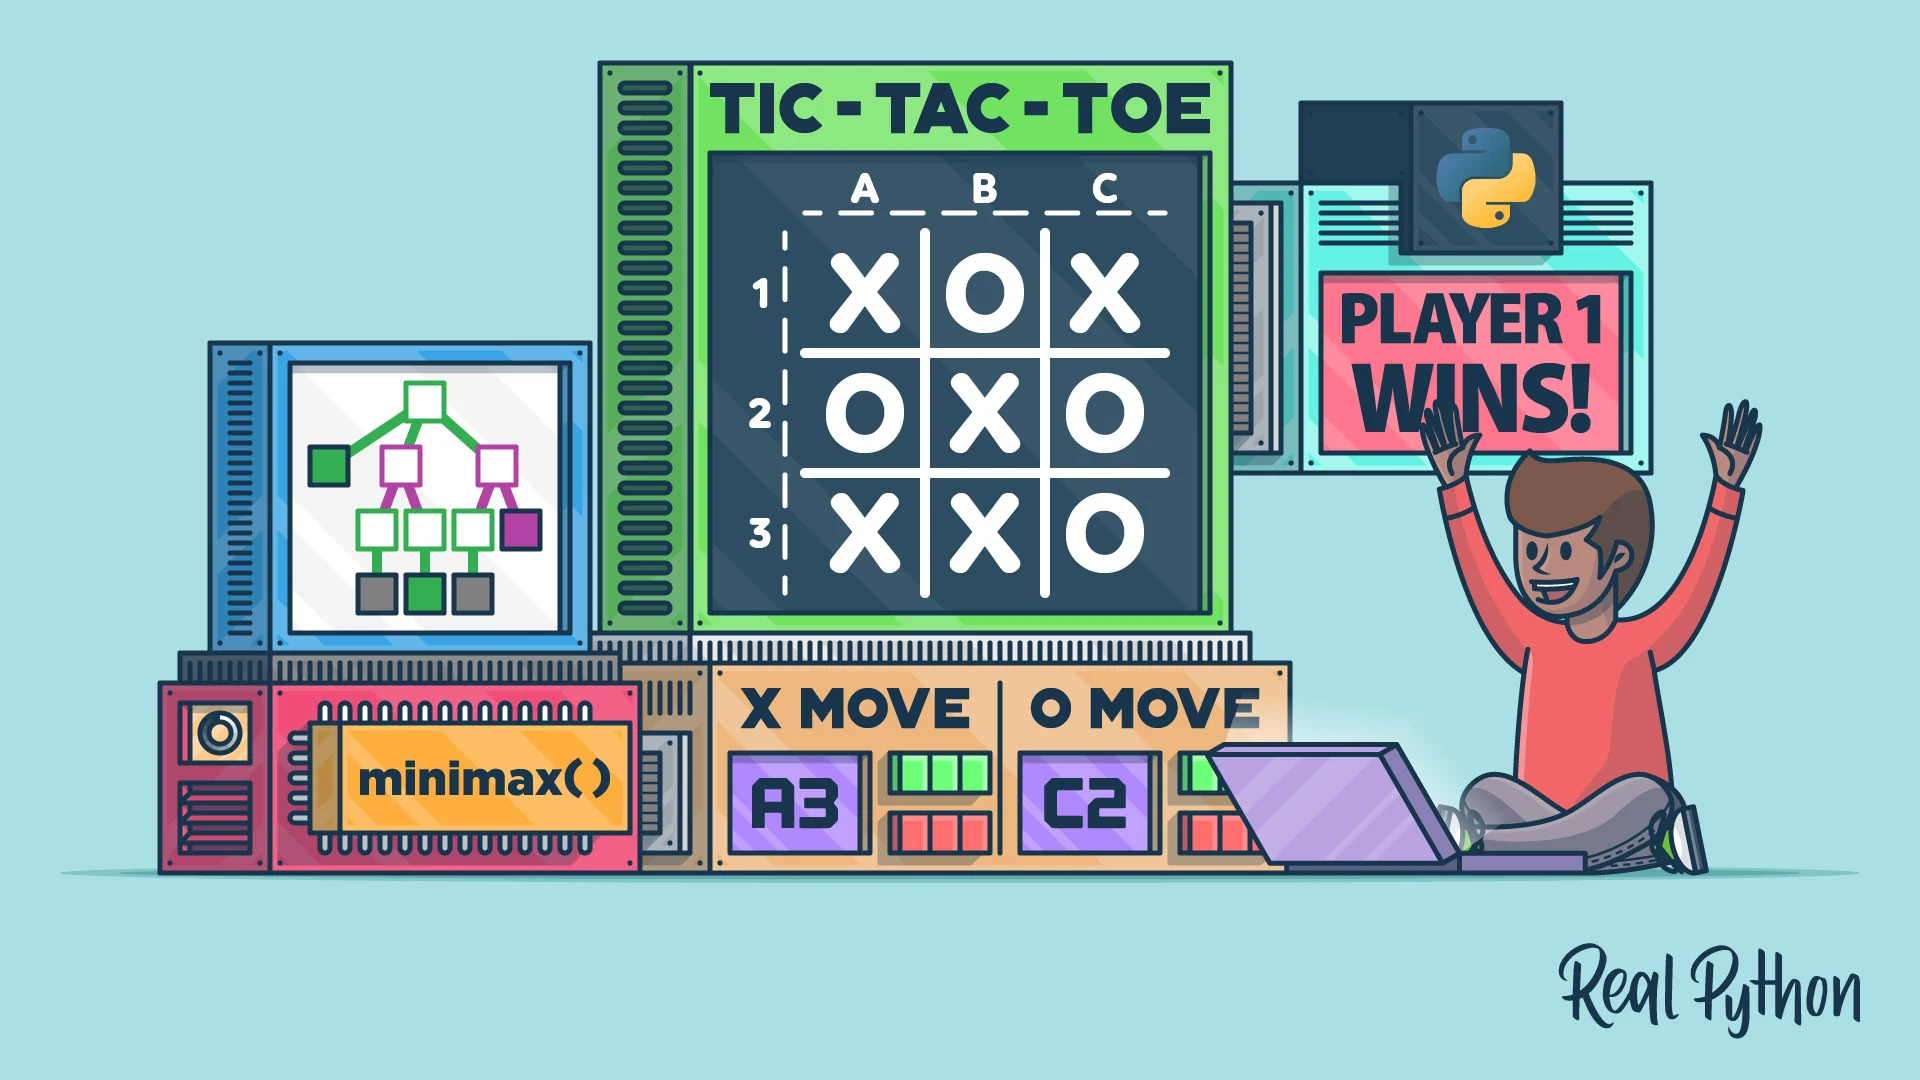 TIC - TAC - TOE
A B C
1 X O X
2 O X O
3 X X O
PLAYER 1
WINS!
minimax()
X MOVE
A3
O MOVE
C2
Real Python